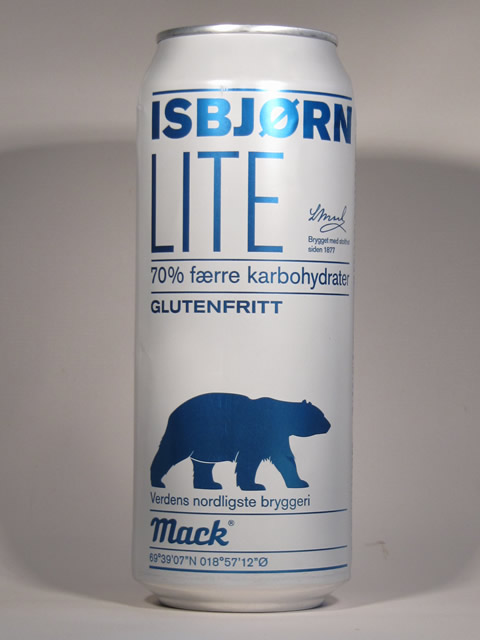 ISBJØRN
LITE
L Mack
Brygget med stolthet
siden 1877
70% færre karbohydrater
GLUTENFRITT
Verdens nordligste bryggeri
Mack®
69°39'07"N 018°57'12"Ø